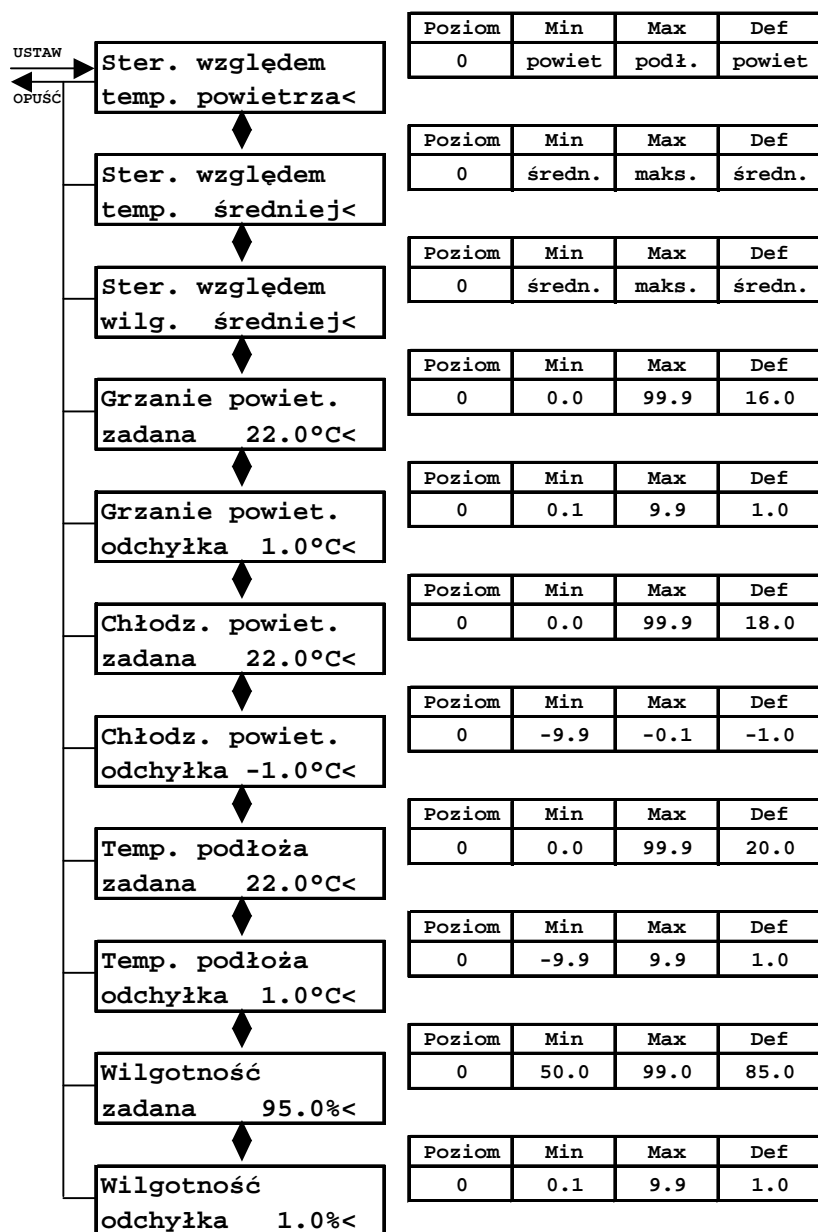 USTAW
OPUŚĆ
Ster. względem
temp. powietrza<
Poziom Min Max Def
0 powiet podł. powiet
Ster. względem
temp. średniej<
Poziom Min Max Def
0 średn. maks. średn.
Ster. względem
wilg. średniej<
Poziom Min Max Def
0 średn. maks. średn.
Grzanie powiet.
zadana 22.0°C<
Poziom Min Max Def
0 0.0 99.9 16.0
Grzanie powiet.
odchyłka 1.0°C<
Poziom Min Max Def
0 0.1 9.9 1.0
Chłodz. powiet.
zadana 22.0°C<
Poziom Min Max Def
0 0.0 99.9 18.0
Chłodz. powiet.
odchyłka -1.0°C<
Poziom Min Max Def
0 -9.9 -0.1 -1.0
Temp. podłoża
zadana 22.0°C<
Poziom Min Max Def
0 0.0 99.9 20.0
Temp. podłoża
odchyłka 1.0°C<
Poziom Min Max Def
0 -9.9 9.9 1.0
Wilgotność
zadana 95.0%<
Poziom Min Max Def
0 50.0 99.0 85.0
Wilgotność
odchyłka 1.0%<
Poziom Min Max Def
0 0.1 9.9 1.0